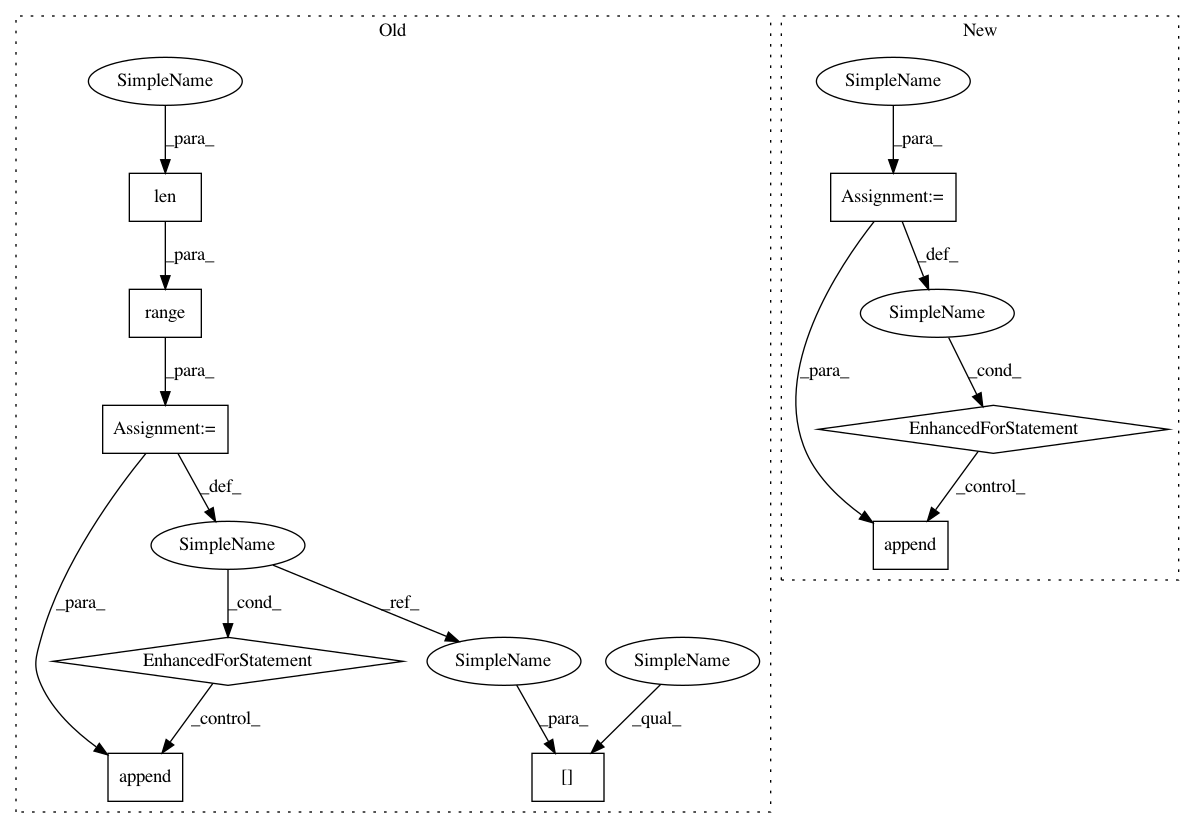 Old
New
SimpleName
SimpleName
_para_
_para_
len
Assignment:=
_para_
_def_
range
SimpleName
_para_
_para_
_cond_
Assignment:=
EnhancedForStatement
_def_
_control_
SimpleName
append
_para_
_cond_
_ref_
EnhancedForStatement
SimpleName
SimpleName
_control_
_para_
_qual_
append
[]